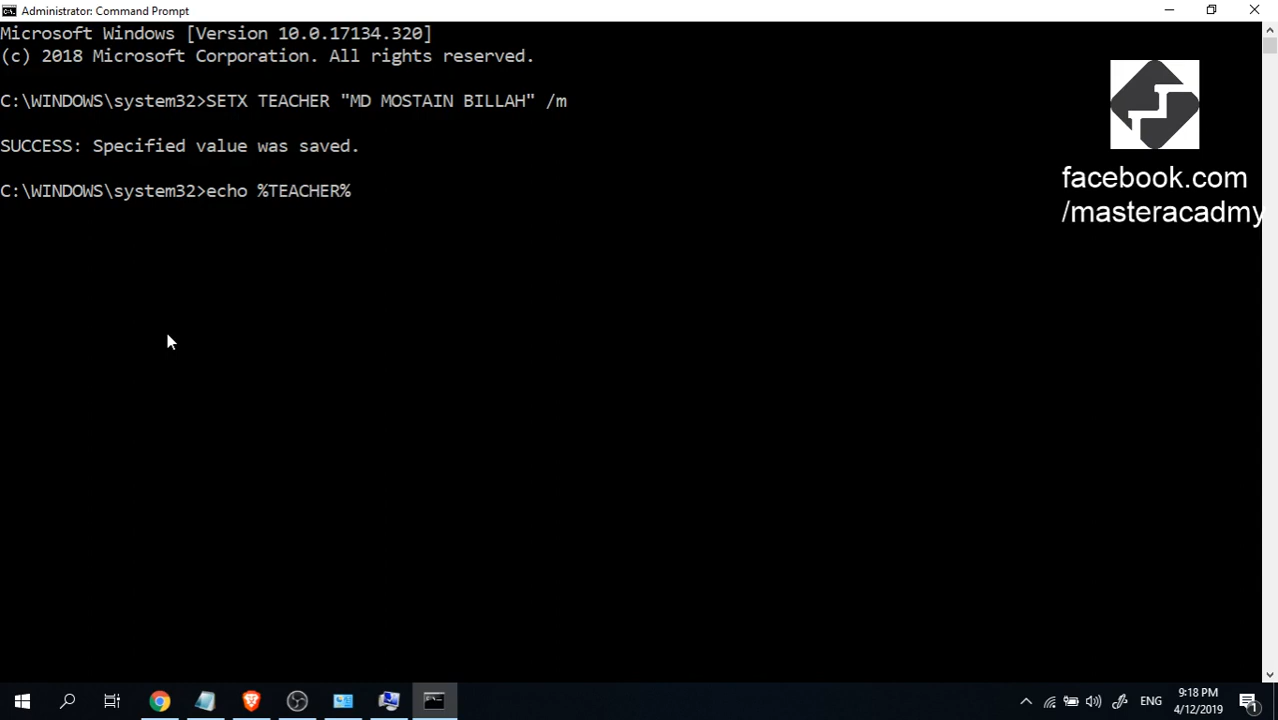 Administrator: Command Prompt
Microsoft Windows [Version 10.0.17134.320]
(c) 2018 Microsoft Corporation. All rights reserved.
C:\WINDOWS\system32>SETX TEACHER "MD MOSTAIN BILLAH" /m
SUCCESS: Specified value was saved.
C:\WINDOWS\system32>echo %TEACHER%
facebook.com
/masteracadmy
ENG
9:18 PM
4/12/2019
1